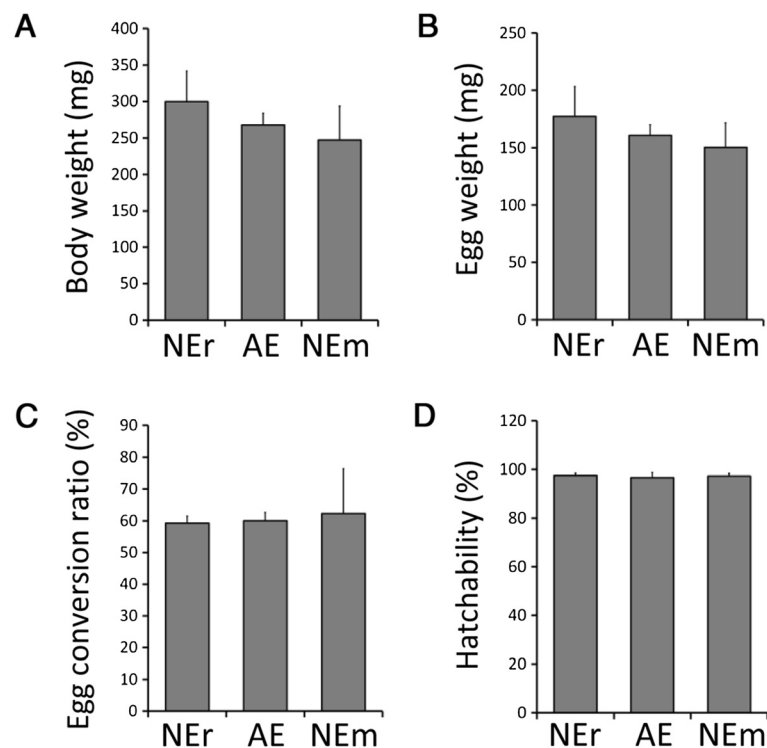 A
Body weight (mg)
400
350
300
250
200
150
100
50
0
NEr AE NEm
B
Egg weight (mg)
250
200
150
100
50
0
NEr AE NEm
C
Egg conversion ratio (%)
90
80
70
60
50
40
30
20
10
0
NEr AE NEm
D
Hatchability (%)
120
100
80
60
40
20
0
NEr AE NEm